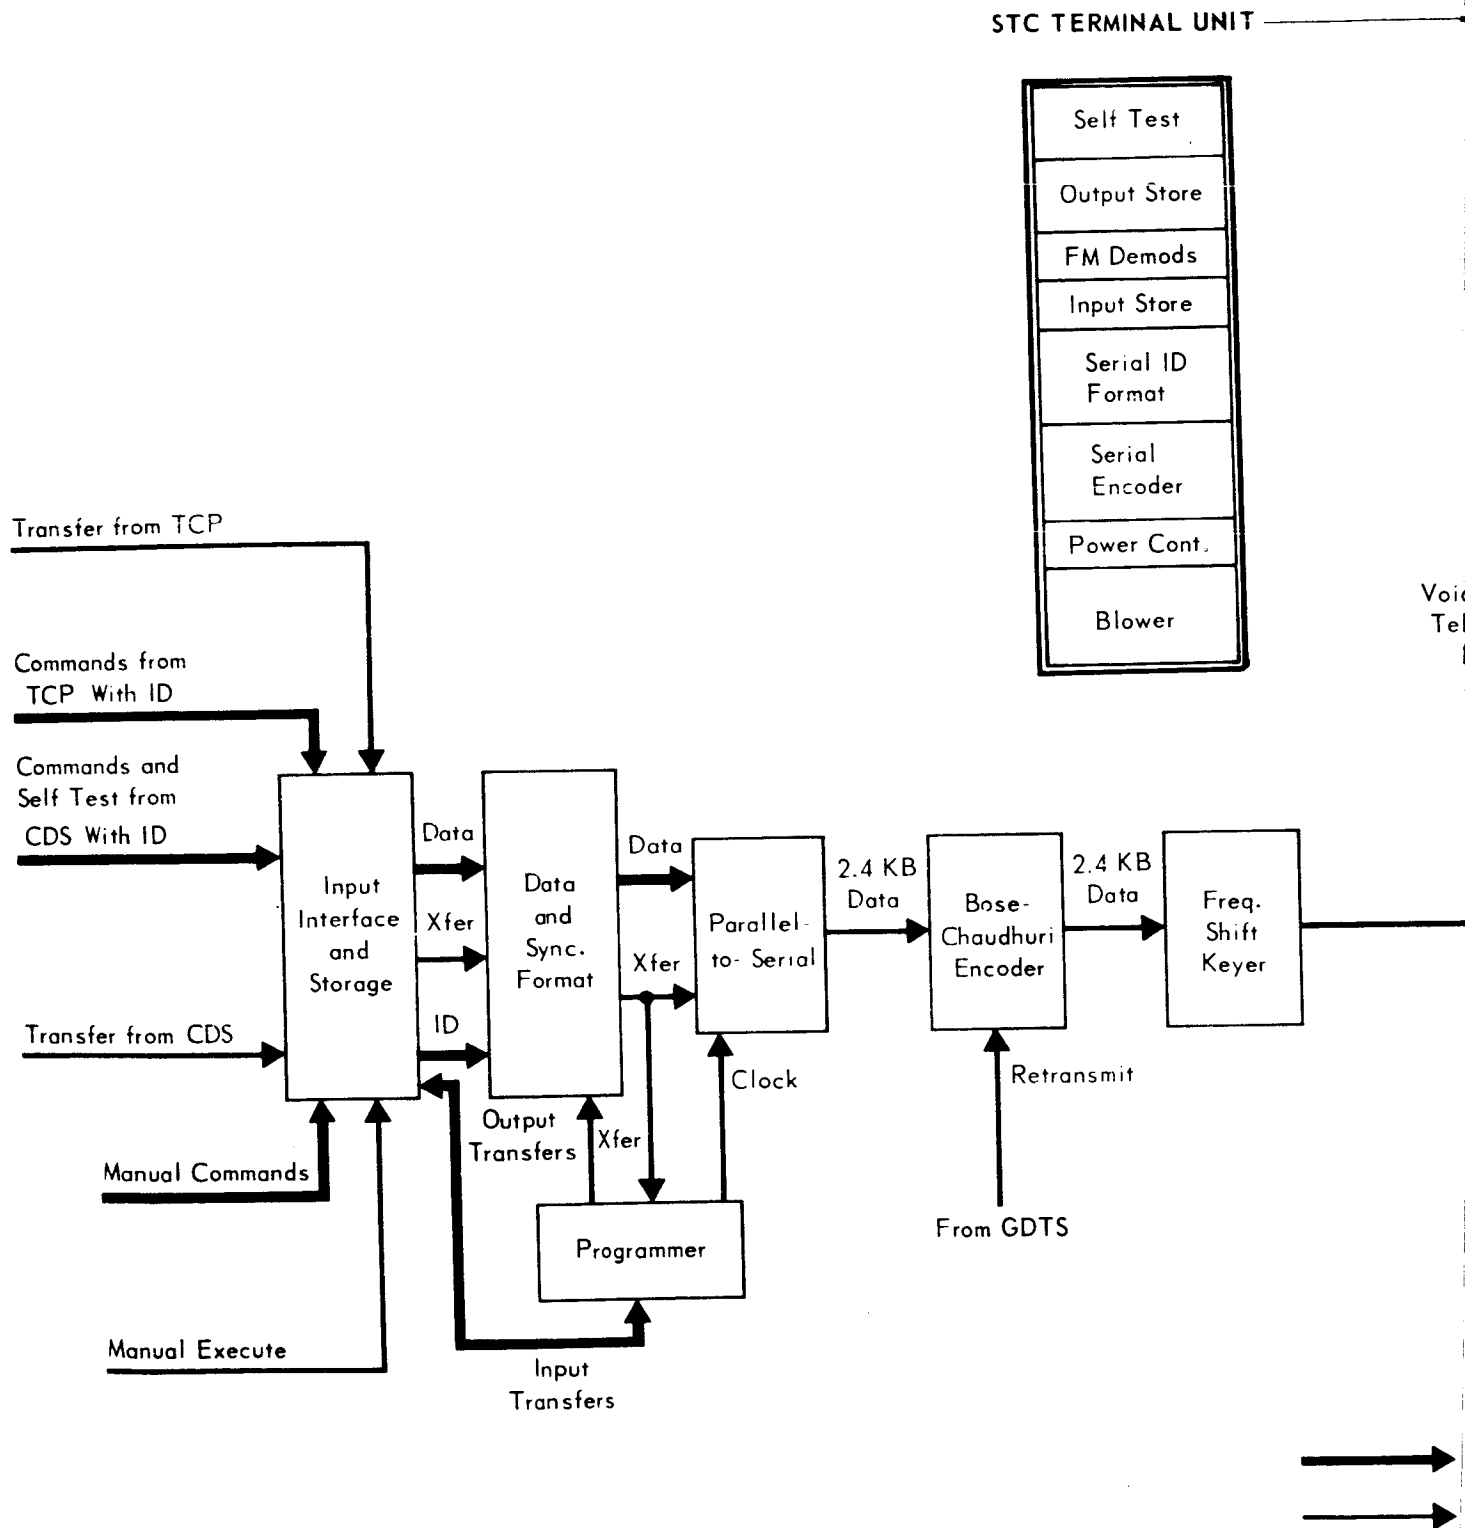 STC TERMINAL UNIT
Self Test
Output Store
FM Demods
Input Store
Serial ID
Format
Serial
Encoder
Power Cont.
Blower
Transfer from TCP
Commands from
TCP With ID
Commands and
Self Test from
CDS With ID
Transfer from CDS
Manual Commands
Manual Execute
Input
Interface
and
Storage
Data
Xfer
ID
Data
and
Sync.
Format
Data
Xfer
Output
Transfers
Xfer
Clock
Programmer
Input
Transfers
Parallel-
to- Serial
2.4 KB
Data
Bose-
Chaudhuri
Encoder
Retransmit
From GDTS
2.4 KB
Data
Freq.
Shift
Keyer